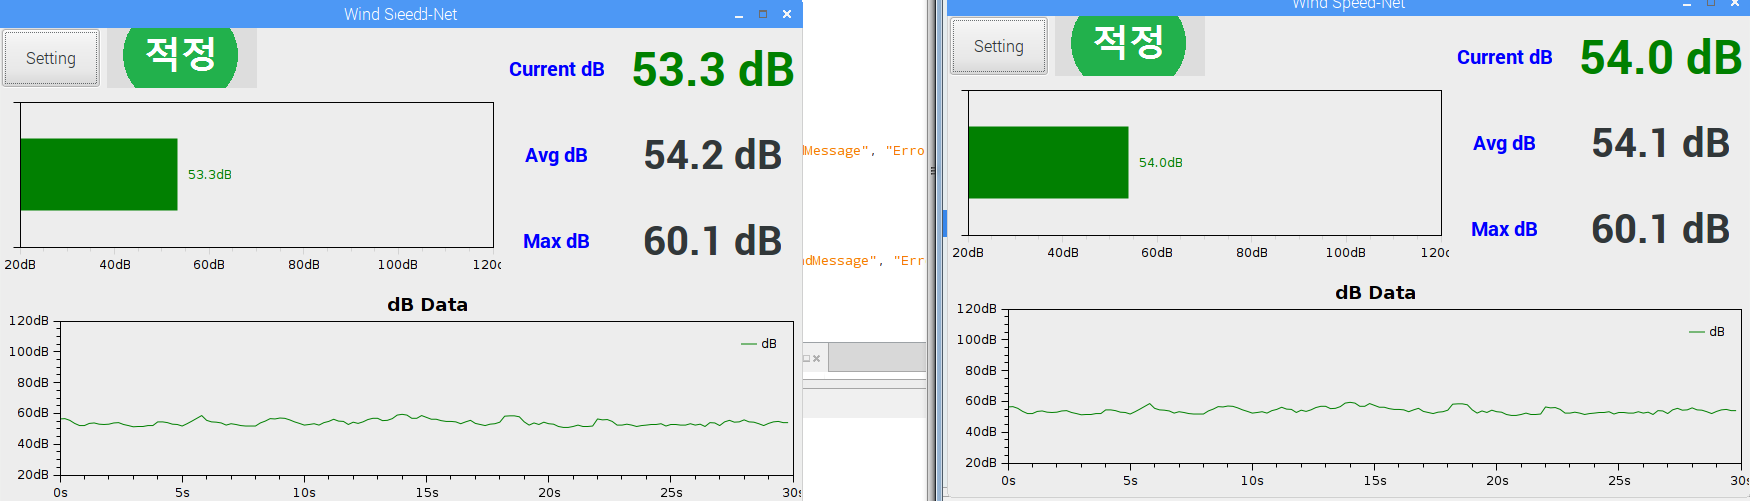 Wind SieedJ-Net
Setting
적정
Current dB
53.3 dB
53.3dB
Avg dB
54.2 dB
Max dB
60.1 dB
20dB 40dB 60dB 80dB 100dB
dB Data
120dB
100dB
80dB
60dB
40dB
20dB
dB
0s 5s 10s 15s 20s 25s 30s
dMessage", "Erro
dMessage", "Err
Wind Speed-Net
Setting
적정
Current dB
54.0 dB
54.0dB
Avg dB
54.1 dB
Max dB
60.1 dB
20dB 40dB 60dB 80dB 100dB
dB Data
120dB
100dB
80dB
60dB
40dB
20dB
dB
0s 5s 10s 15s 20s 25s 30s